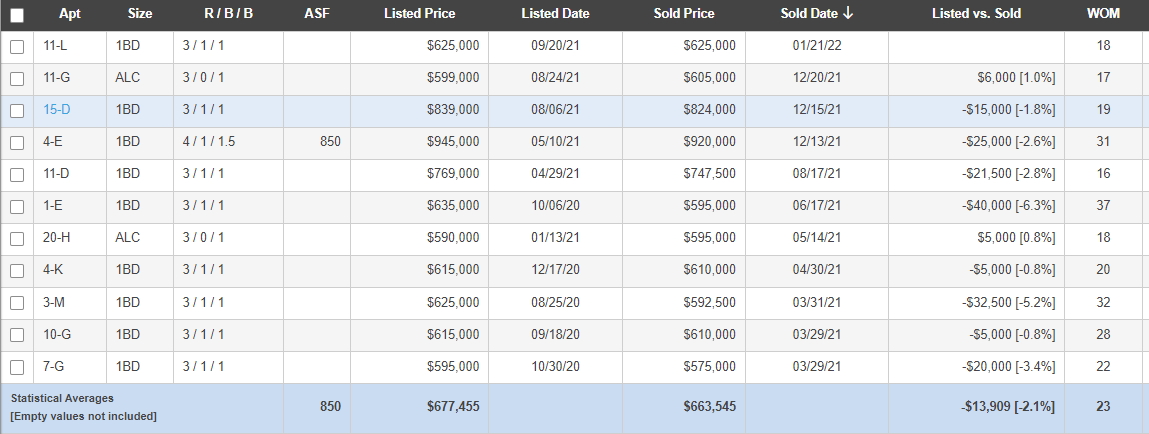 Apt Size R / B / B ASF Listed Price Listed Date Sold Price Sold Date ↓ Listed vs. Sold WOM
11-L 1BD 3 / 1 / 1 $625,000 09/20/21 $625,000 01/21/22 18
11-G ALC 3 / 0 / 1 $599,000 08/24/21 $605,000 12/20/21 $6,000 [1.0%] 17
15-D 1BD 3 / 1 / 1 $839,000 08/06/21 $824,000 12/15/21 -$15,000 [-1.8%] 19
4-E 1BD 4 / 1 / 1.5 850 $945,000 05/10/21 $920,000 12/13/21 -$25,000 [-2.6%] 31
11-D 1BD 3 / 1 / 1 $769,000 04/29/21 $747,500 08/17/21 -$21,500 [-2.8%] 16
1-E 1BD 3 / 1 / 1 $635,000 10/06/20 $595,000 06/17/21 -$40,000 [-6.3%] 37
20-H ALC 3 / 0 / 1 $590,000 01/13/21 $595,000 05/14/21 $5,000 [0.8%] 18
4-K 1BD 3 / 1 / 1 $615,000 12/17/20 $610,000 04/30/21 -$5,000 [-0.8%] 20
3-M 1BD 3 / 1 / 1 $625,000 08/25/20 $592,500 03/31/21 -$32,500 [-5.2%] 32
10-G 1BD 3 / 1 / 1 $615,000 09/18/20 $610,000 03/29/21 -$5,000 [-0.8%] 28
7-G 1BD 3 / 1 / 1 $595,000 10/30/20 $575,000 03/29/21 -$20,000 [-3.4%] 22
Statistical Averages
[Empty values not included] 850 $677,455 $663,545 -$13,909 [-2.1%] 23